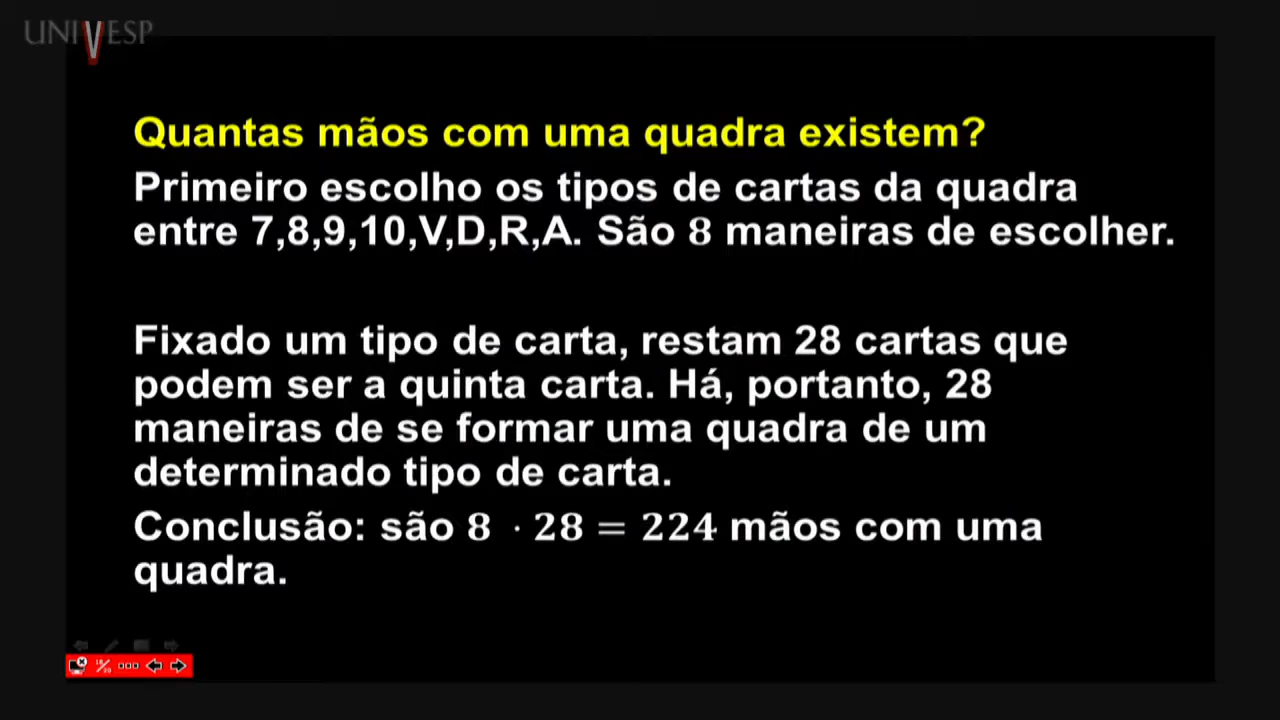 UNIVESP
Quantas mãos com uma quadra existem?
Primeiro escolho os tipos de cartas da quadra
entre 7,8,9,10,V,D,R,A. São 8 maneiras de escolher.
Fixado um tipo de carta, restam 28 cartas que
podem ser a quinta carta. Há, portanto, 28
maneiras de se formar uma quadra de um
determinado tipo de carta.
Conclusão: são 8 · 28 = 224 mãos com uma
quadra.